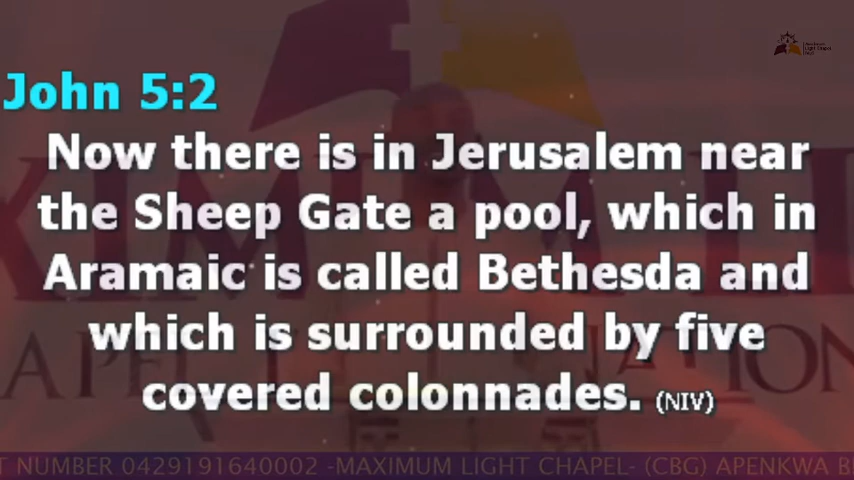 John 5:2
Now there is in Jerusalem near
the Sheep Gate a pool, which in
Aramaic is called Bethesda and
which is surrounded by five
covered colonnades. (NIV)
T NUMBER 0429191640002 -MAXIMUM LIGHT CHAPEL- (CBG) APENKWA B